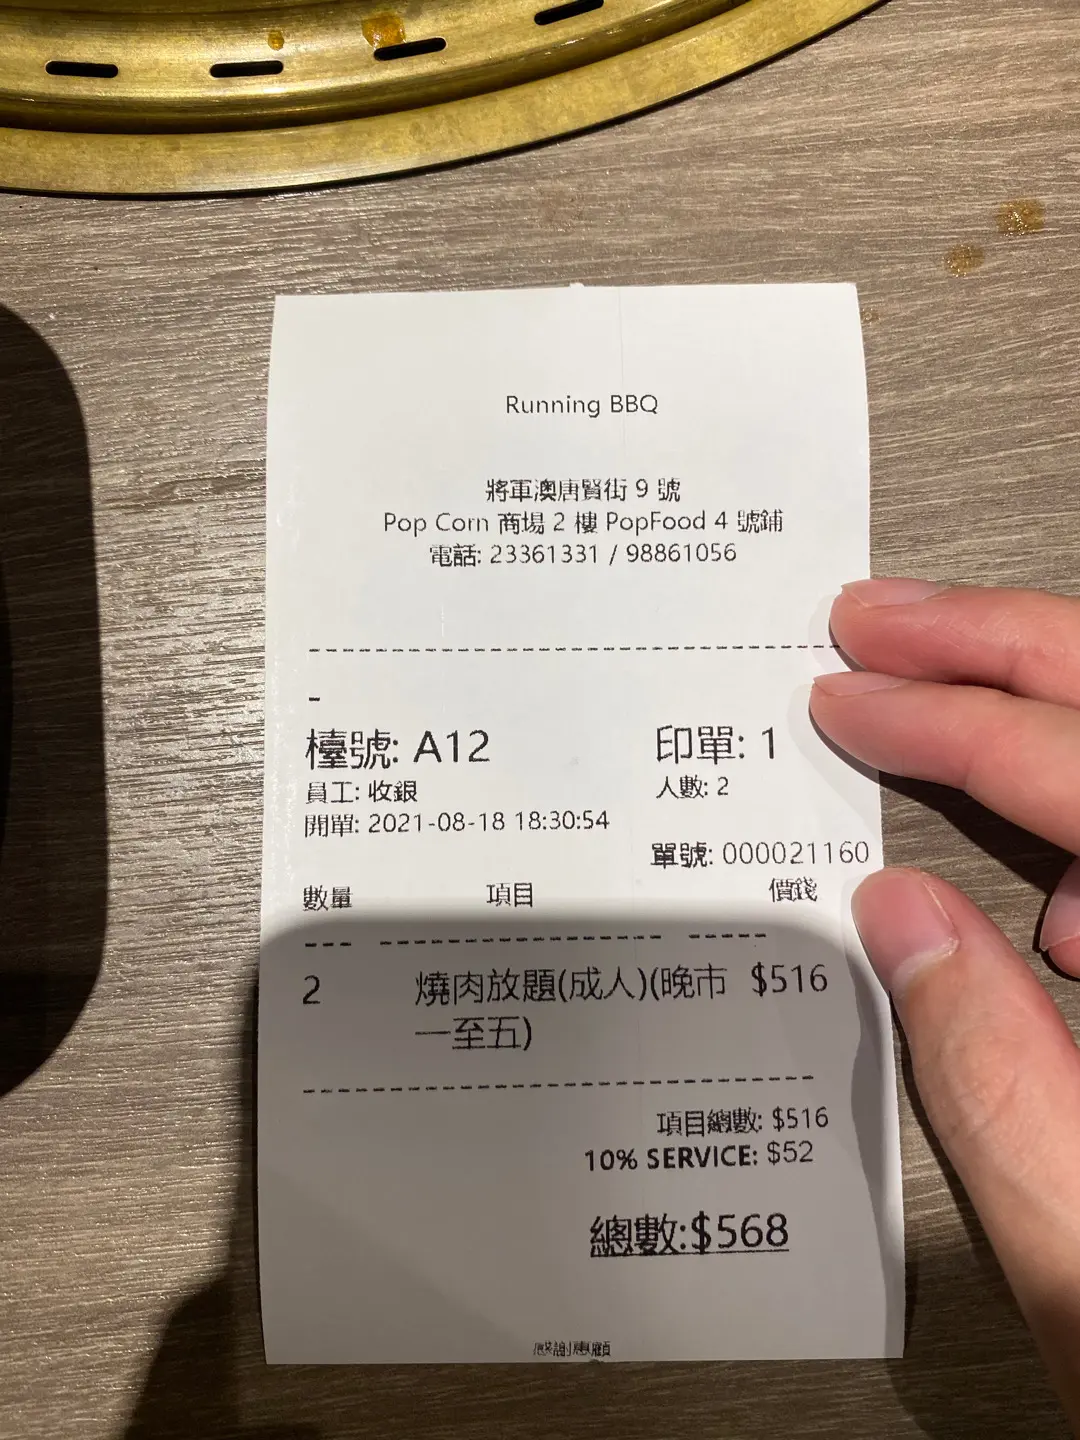 Running BBQ
將軍澳唐賢街 9 號
Pop Corn 商場 2 樓 PopFood 4 號鋪
電話: 23361331 / 98861056
-
檯號: A12 印單: 1
員工: 收銀 人數: 2
開單: 2021-08-18 18:30:54
單號: 000021160
數量 項目 價錢
2 燒肉放題(成人)(晚市 $516
一至五)
項目總數: $516
10% SERVICE: $52
總數:$568
感謝惠顧